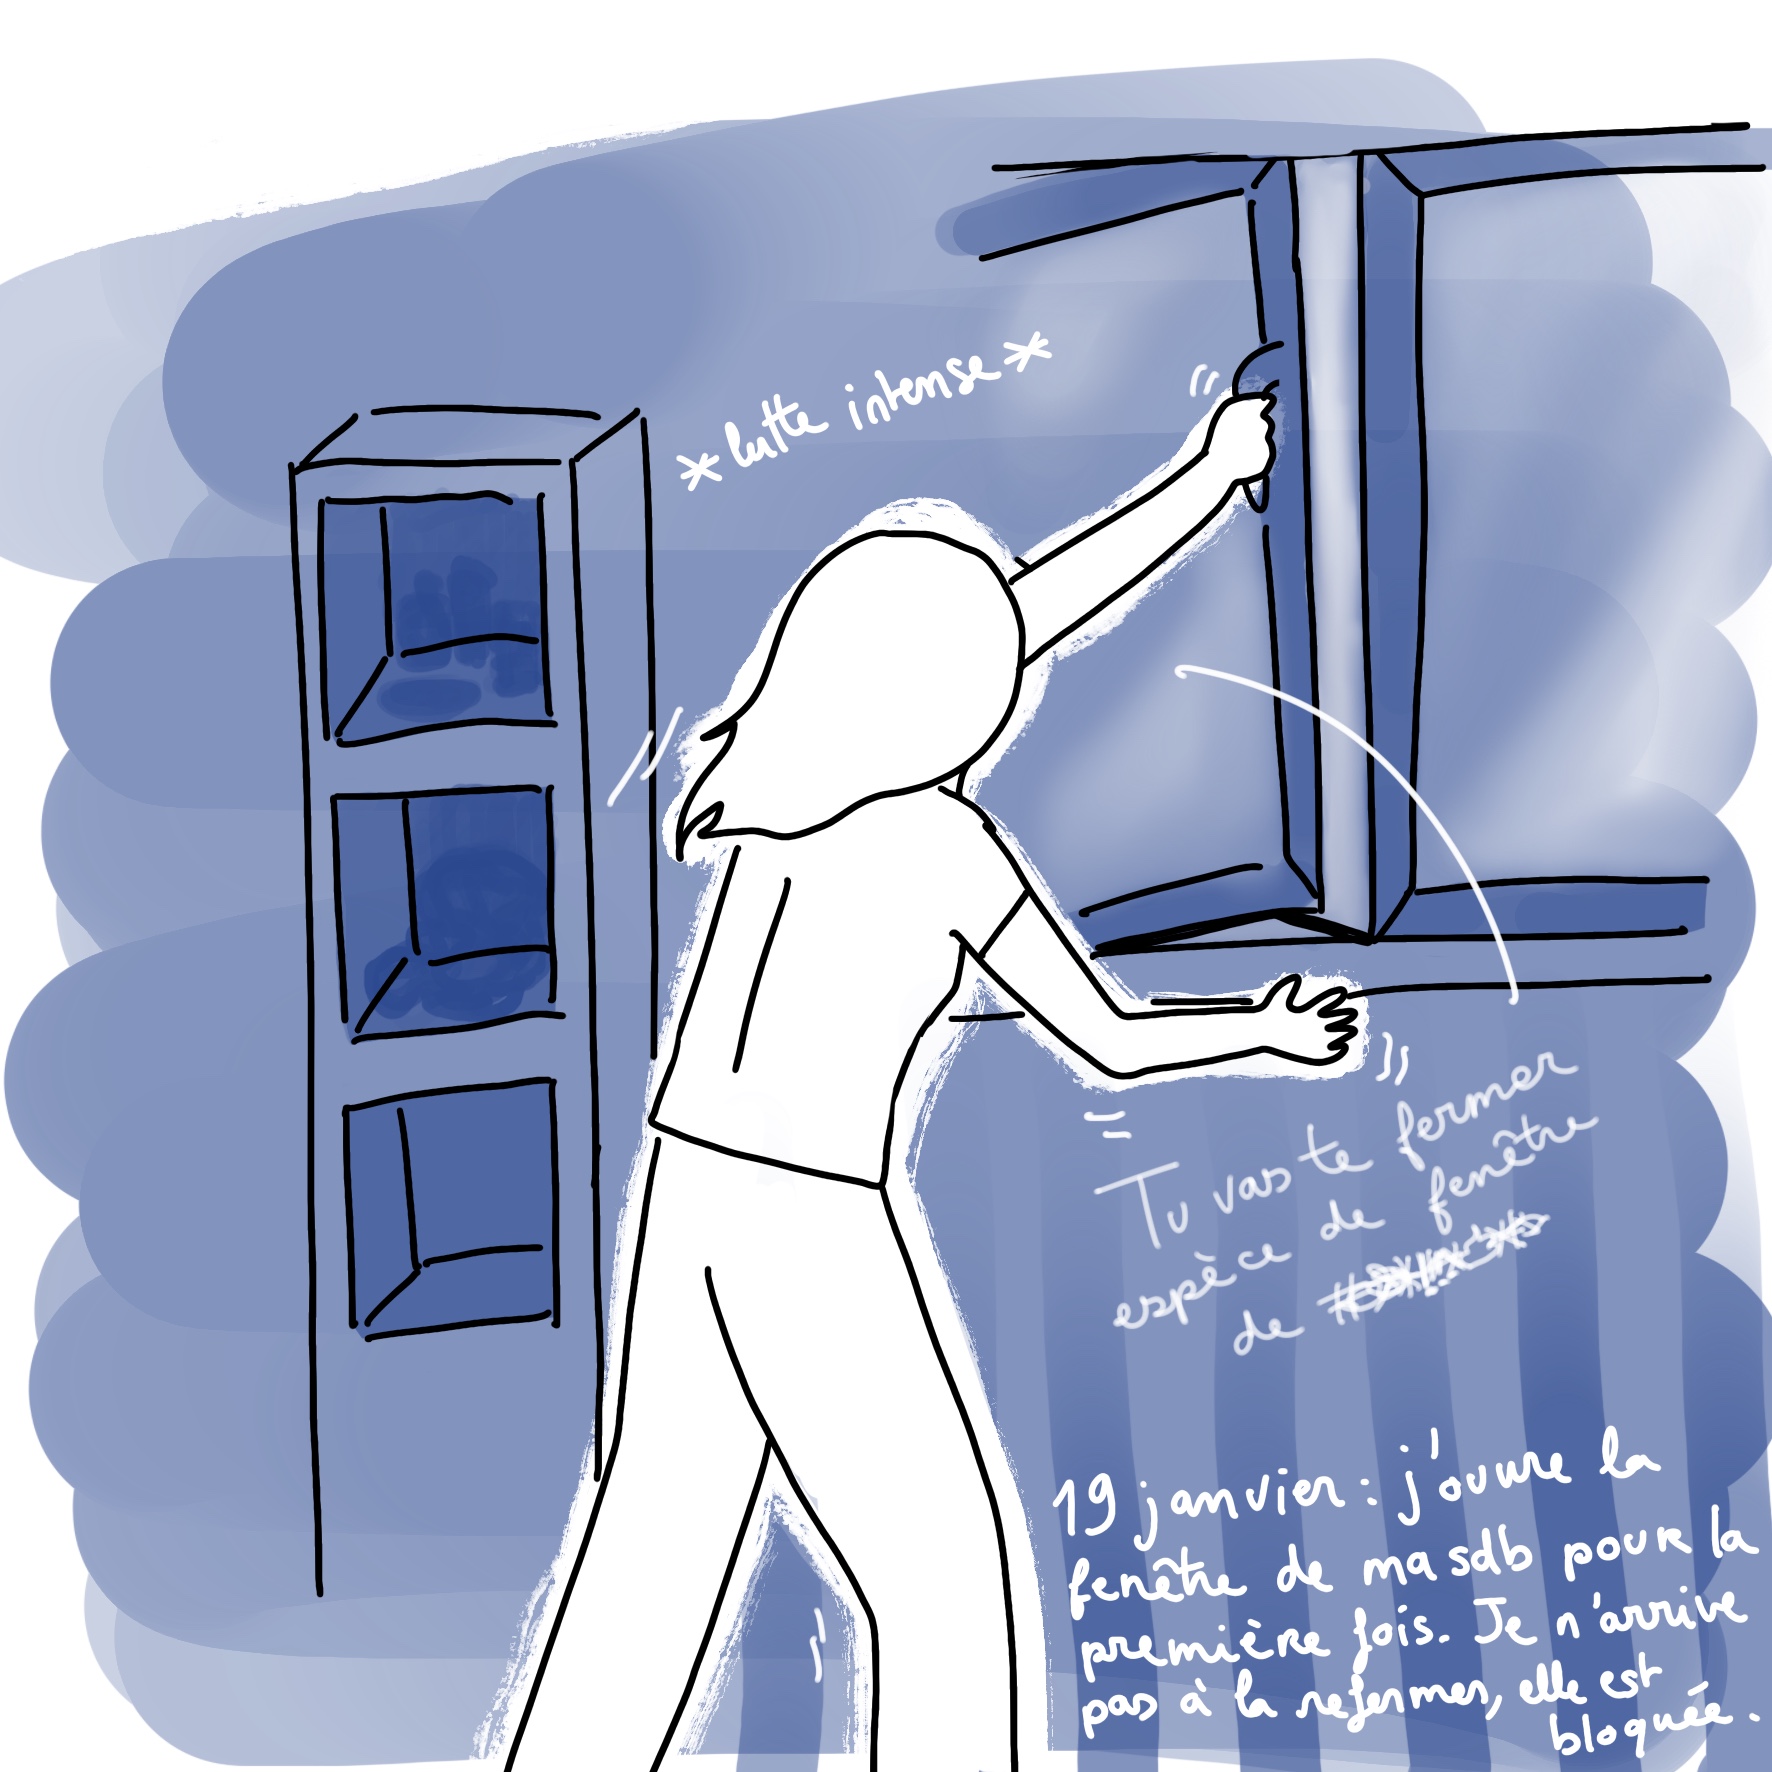 *lutte intense*
Tu vas te fermer
espèce de fenêtre
de
19 janvier : j'ouvre la
fenêtre de ma sdb pour la
première fois. Je n'arrive
pas à la refermer, elle est
bloquée.